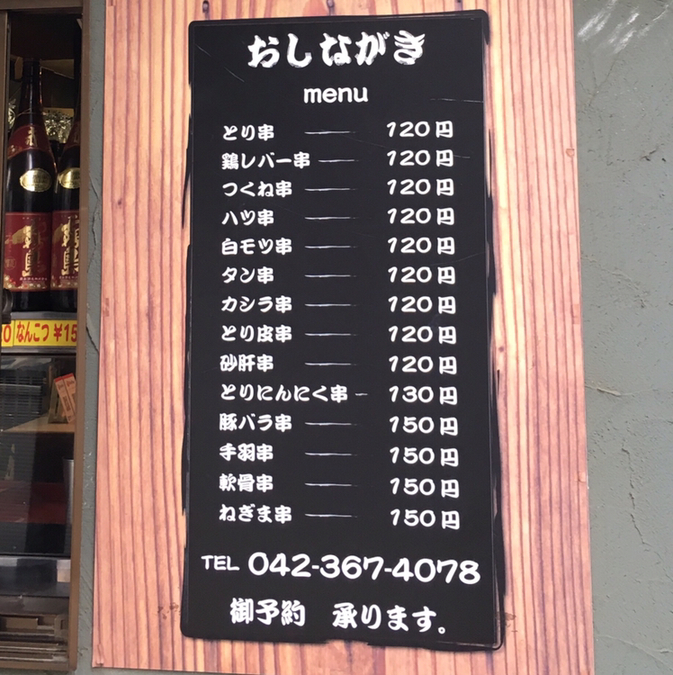 おしながき
menu
とり串 120円
鶏レバー串 120円
つくね串 120円
ハツ串 120円
白モツ串 120円
タン串 120円
カシラ串 120円
とり皮串 120円
砂肝串 120円
とりにんにく串 130円
豚バラ串 150円
手羽串 150円
軟骨串 150円
ねぎま串 150円
TEL 042-367-4078
御予約 承ります。
なんこつ ¥15